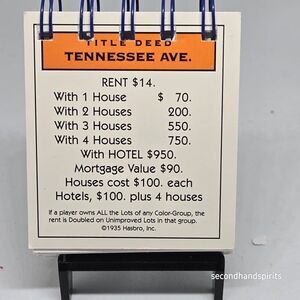 TITLE DEED
TENNESSEE AVE.
RENT $14.
With 1 House $ 70.
With 2 Houses 200.
With 3 Houses 550.
With 4 Houses 750.
With HOTEL $950.
Mortgage Value $90.
Houses cost $100. each
Hotels, $100. plus 4 houses
If a player owns ALL the Lots of any Color-Group, the
rent is Doubled on Unimproved Lots in that group.
©1935 Hasbro, Inc.
secondhandspirits